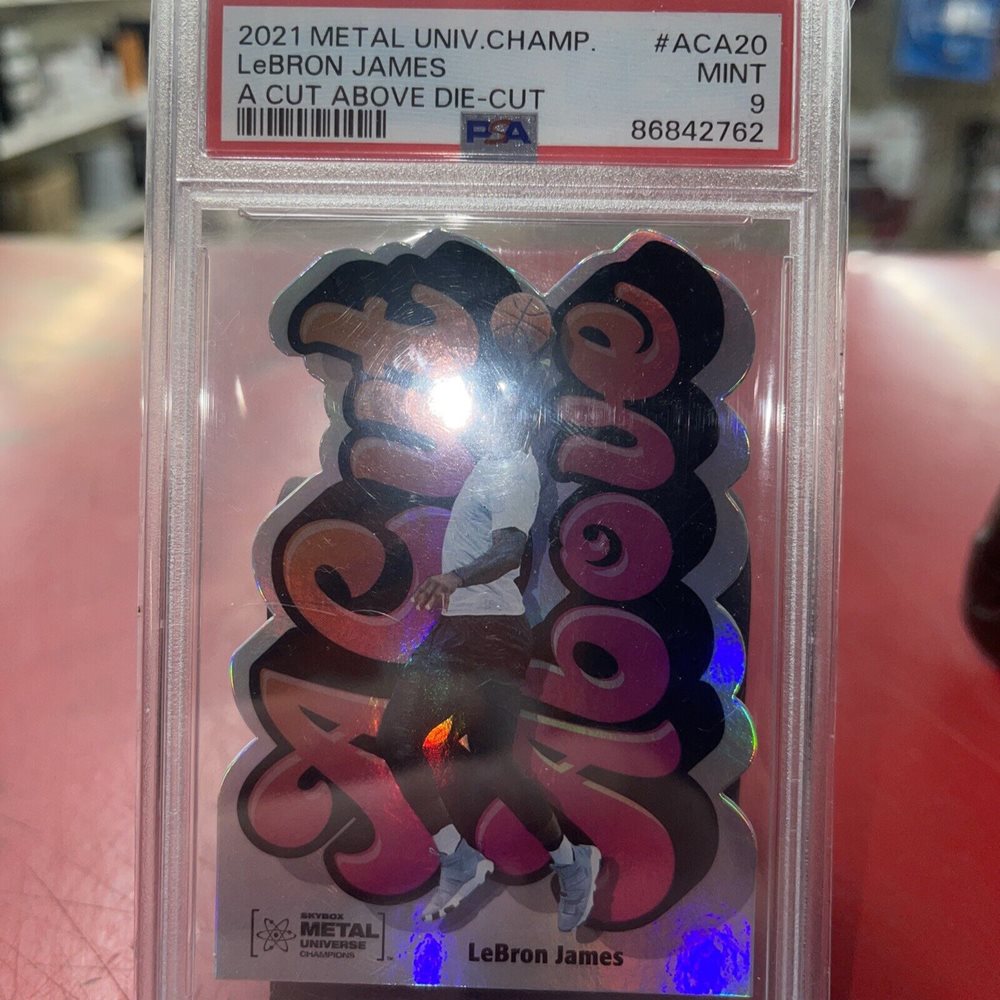 2021 METAL UNIV.CHAMP. #ACA20
LeBRON JAMES MINT
A CUT ABOVE DIE-CUT 9
PSA 86842762
A Cut
Above
SKYBOX
METAL
UNIVERSE
CHAMPIONS
TM
LeBron James